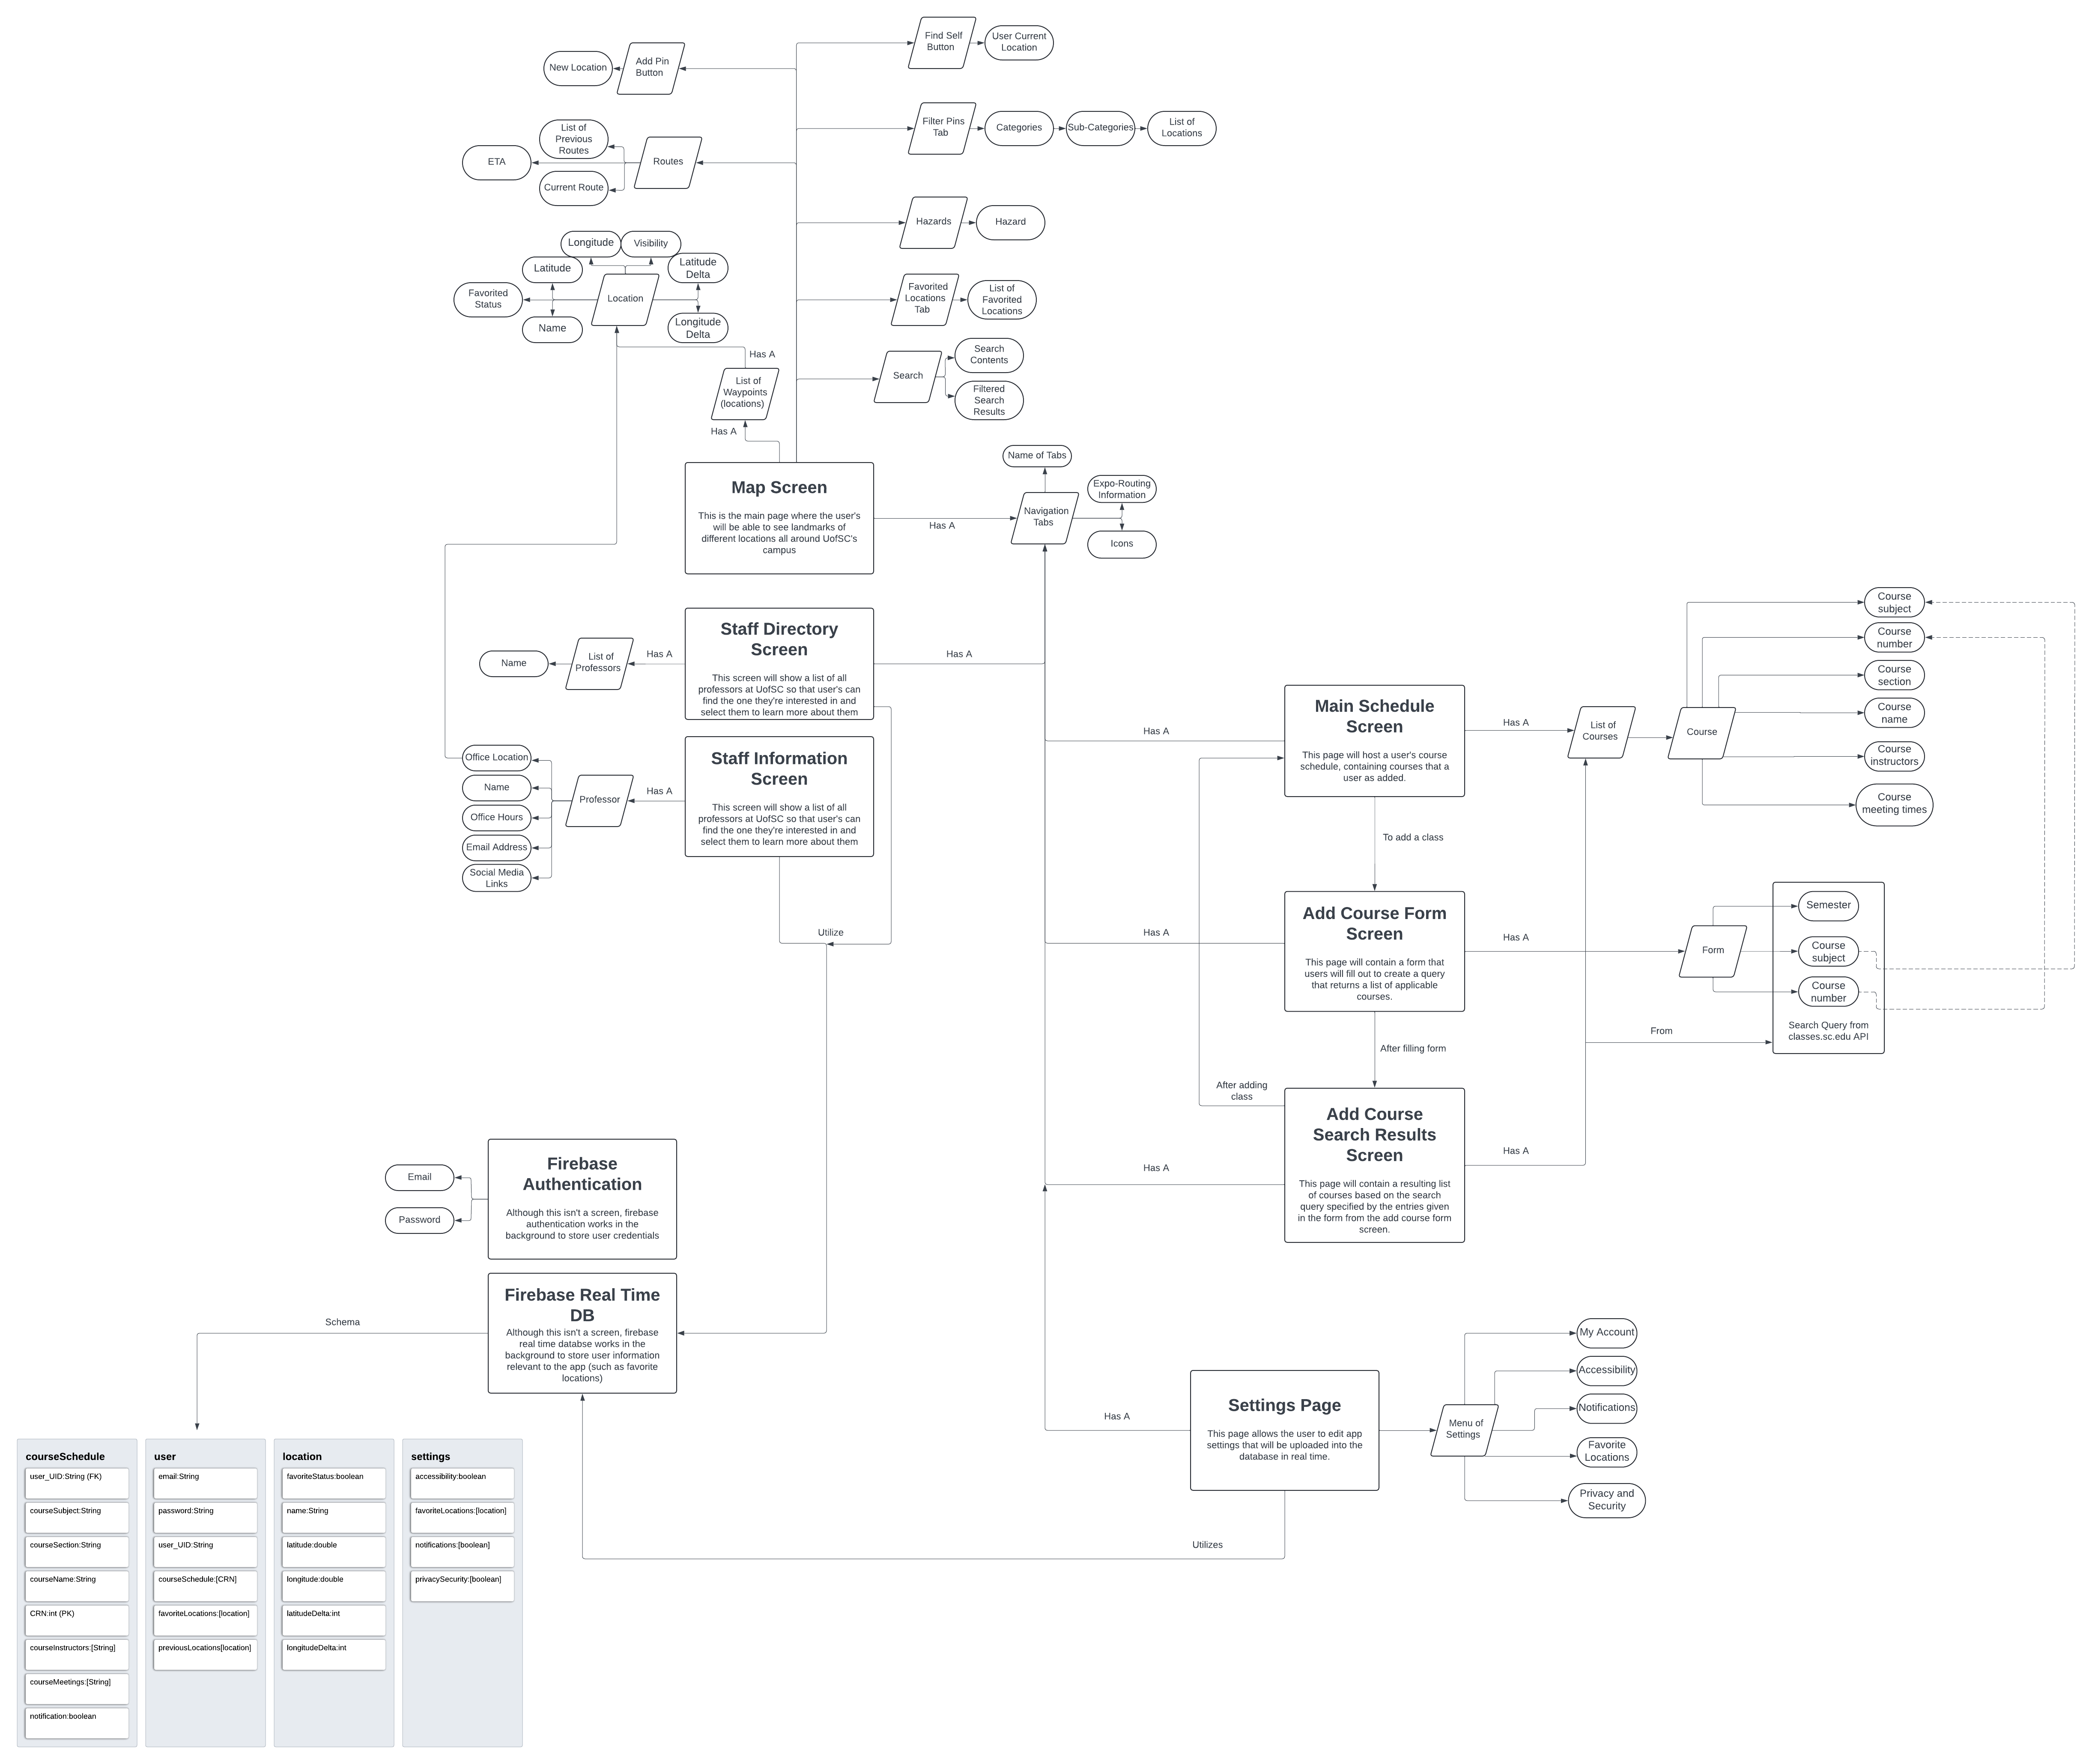 Find Self
Button
User Current
Location
Add Pin
Button
New Location
Filter Pins
Tab
Categories
Sub-Categories
List of
Locations
List of
Previous
Routes
ETA
Current Route
Routes
Hazards
Hazard
Longitude
Visibility
Latitude
Latitude
Delta
Favorited
Status
Location
Name
Longitude
Delta
Favorited
Locations
Tab
List of
Favorited
Locations
Has A
Search
Search
Contents
Filtered
Search
Results
List of
Waypoints
(locations)
Has A
Map Screen
This is the main page where the user's
will be able to see landmarks of
different locations all around UofSC's
campus
Has A
Name of Tabs
Navigation
Tabs
Expo-Routing
Information
Icons
Staff Directory
Screen
This screen will show a list of all
professors at UofSC so that user's can
find the one they're interested in and
select them to learn more about them
Has A
List of
Professors
Name
Has A
Staff Information
Screen
This screen will show a list of all
professors at UofSC so that user's can
find the one they're interested in and
select them to learn more about them
Has A
Professor
Office Location
Name
Office Hours
Email Address
Social Media
Links
Utilize
Main Schedule
Screen
This page will host a user's course
schedule, containing courses that a
user as added.
Has A
Has A
List of
Courses
Course
Course
subject
Course
number
Course
section
Course
name
Course
instructors
Course
meeting times
To add a class
Add Course Form
Screen
This page will contain a form that
users will fill out to create a query
that returns a list of applicable
courses.
Has A
Has A
Form
Semester
Course
subject
Course
number
Search Query from
classes.sc.edu API
From
After filling form
After adding
class
Add Course
Search Results
Screen
This page will contain a resulting list
of courses based on the search
query specified by the entries given
in the form from the add course form
screen.
Has A
Has A
Firebase
Authentication
Although this isn't a screen, firebase
authentication works in the
background to store user credentials
Email
Password
Firebase Real Time
DB
Although this isn't a screen, firebase
real time databse works in the
background to store user information
relevant to the app (such as favorite
locations)
Schema
Settings Page
This page allows the user to edit app
settings that will be uploaded into the
database in real time.
Has A
Menu of
Settings
My Account
Accessibility
Notifications
Favorite
Locations
Privacy and
Security
Utilizes
courseSchedule
user_UID:String (FK)
courseSubject:String
courseSection:String
courseName:String
CRN:int (PK)
courseInstructors:[String]
courseMeetings:[String]
notification:boolean
user
email:String
password:String
user_UID:String
courseSchedule:[CRN]
favoriteLocations:[location]
previousLocations[location]
location
favoriteStatus:boolean
name:String
latitude:double
longitude:double
latitudeDelta:int
longitudeDelta:int
settings
accessibility:boolean
favoriteLocations:[location]
notifications:[boolean]
privacySecurity:[boolean]